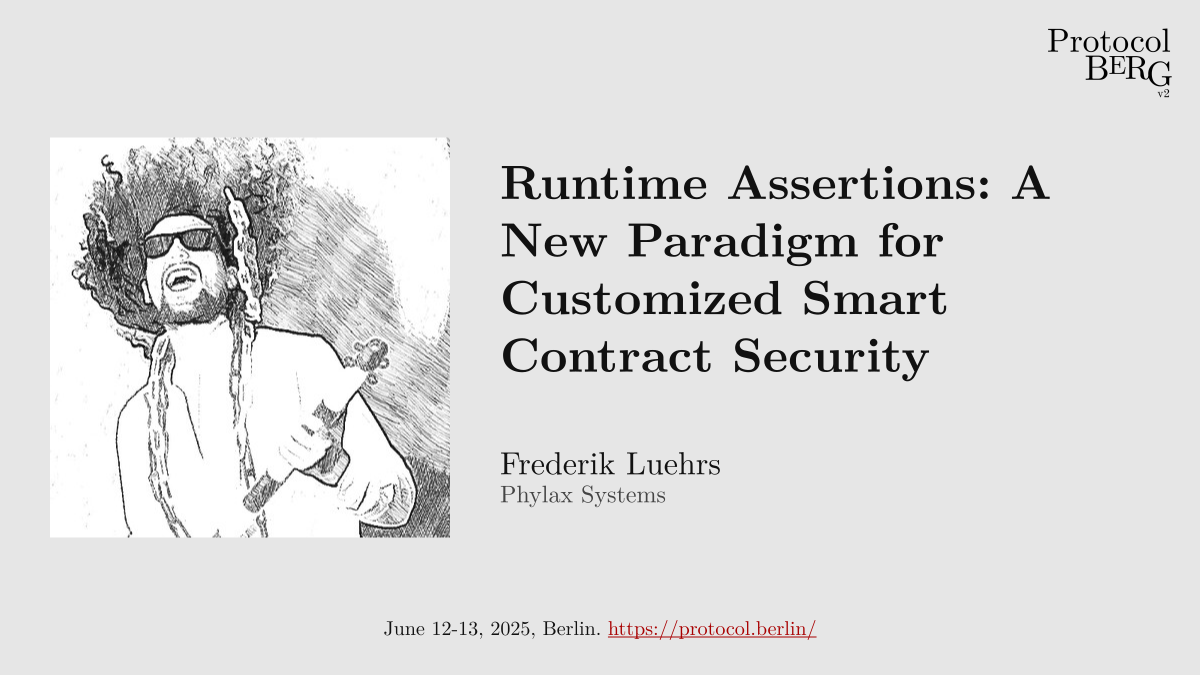 Protocol
BERG
v2
Runtime Assertions: A
New Paradigm for
Customized Smart
Contract Security
Frederik Luehrs
Phylax Systems
June 12-13, 2025, Berlin. https://protocol.berlin/